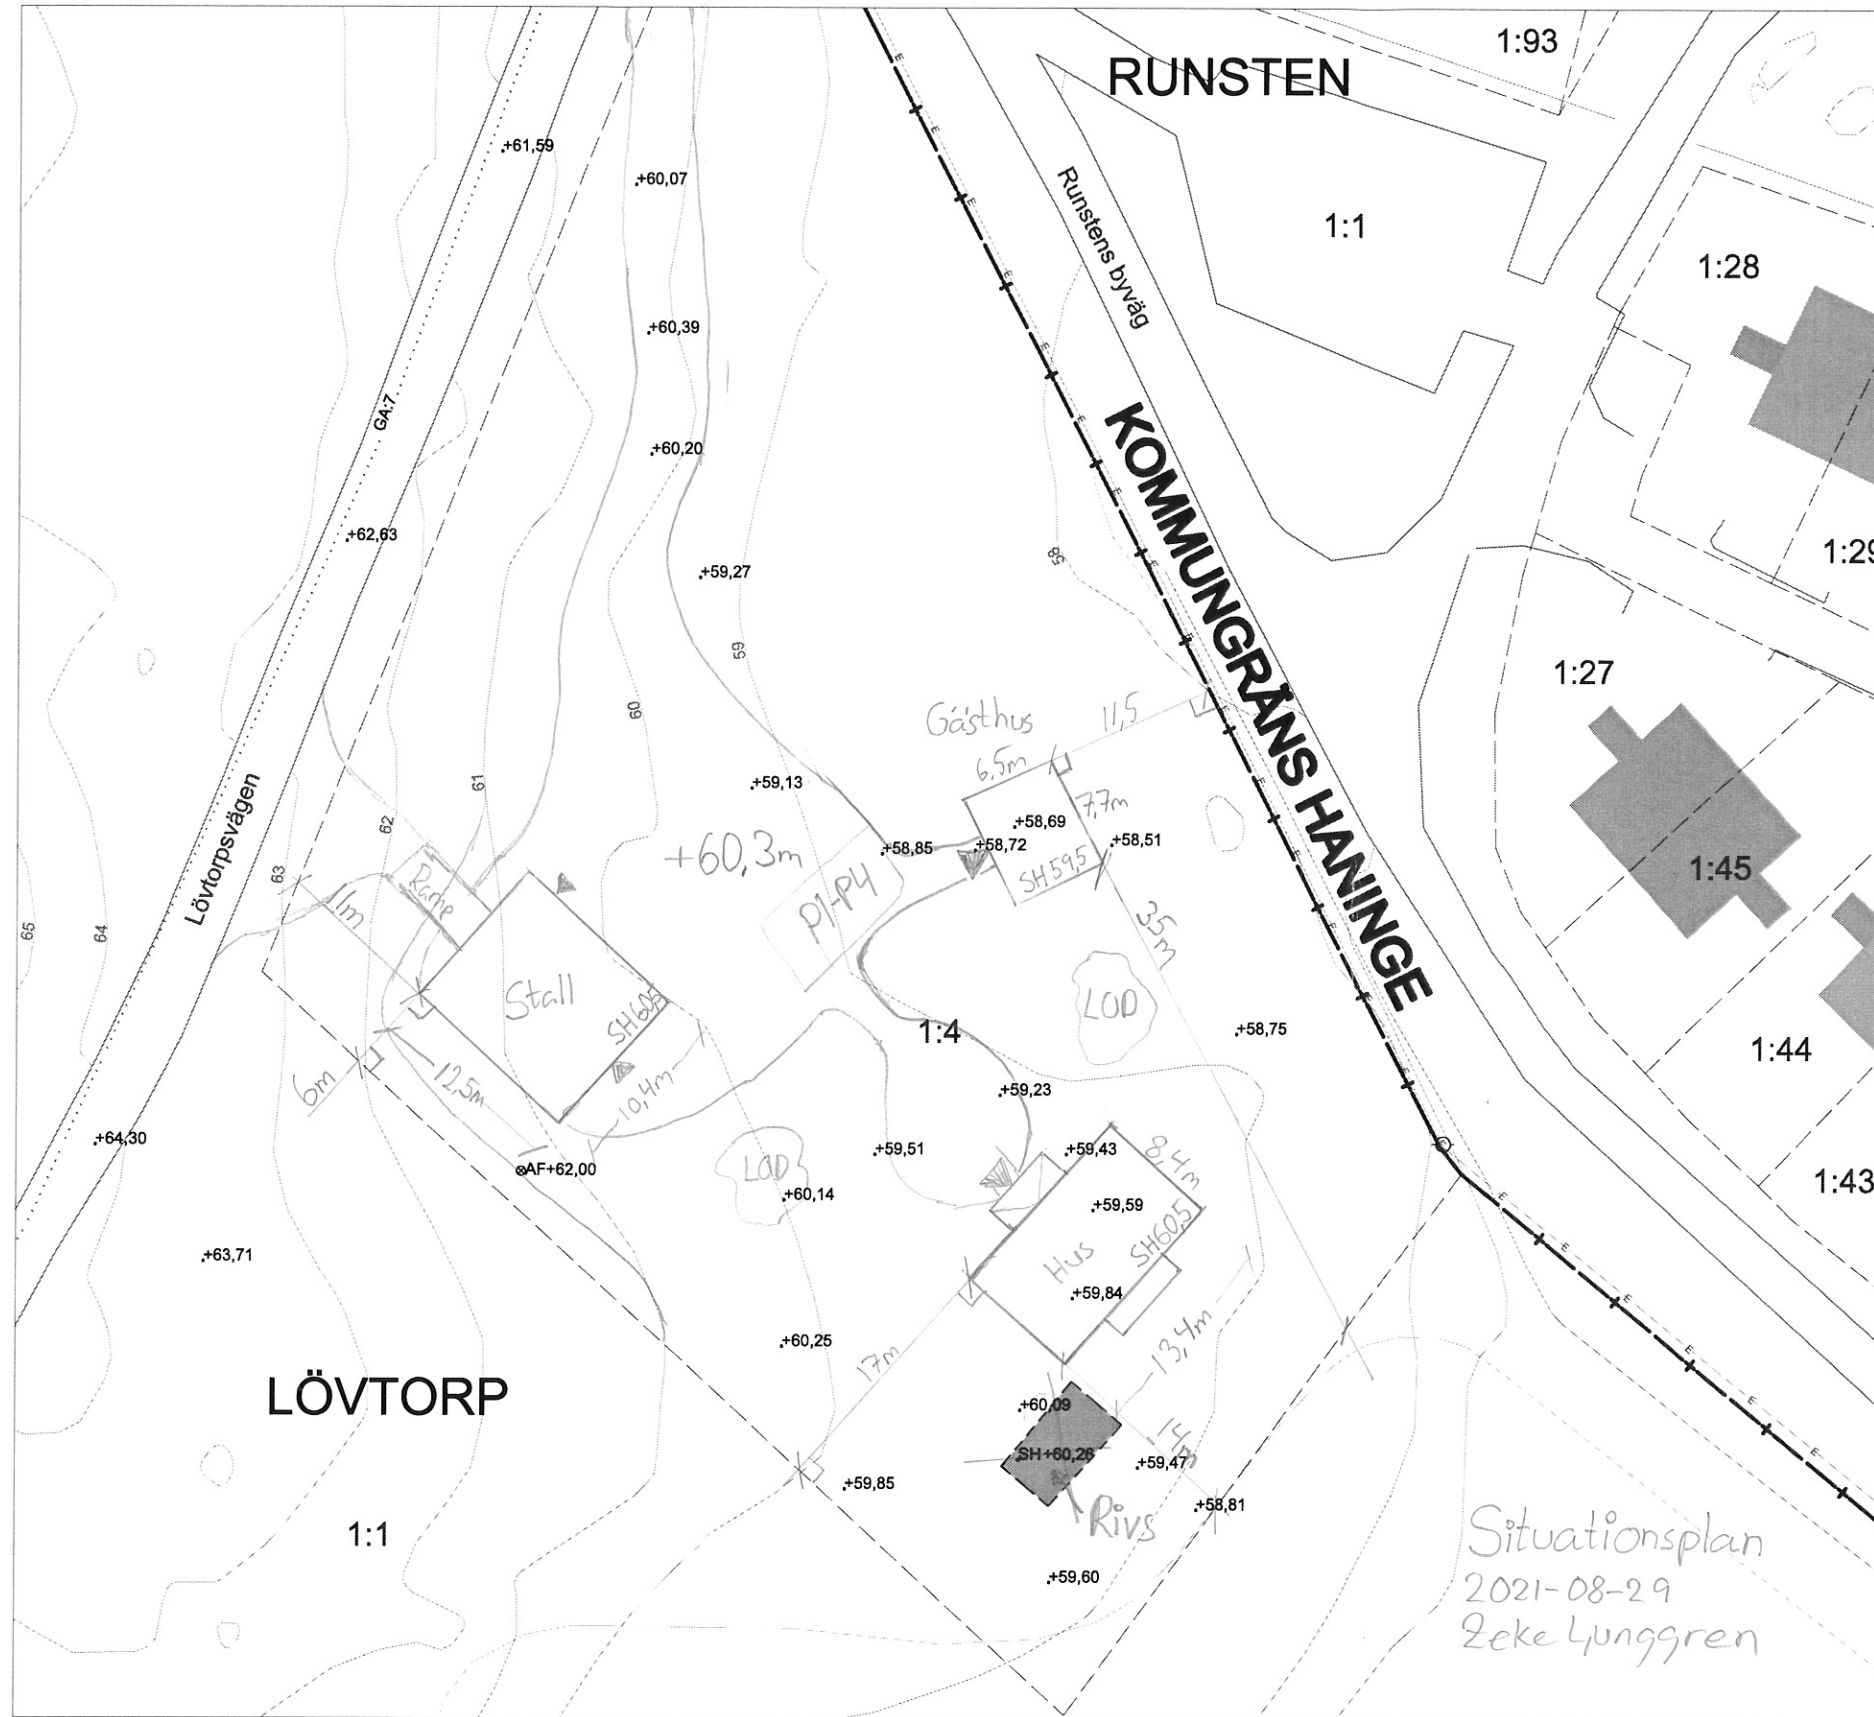 1:93
RUNSTEN
+61,59
+60,07
Runstens byväg
1:1
1:28
+60,39
GA:7
+60,20
KOMMUNGRÄNS HANINGE
+62,63
58
1:29
+59,27
59
60
1:27
Gästhus
11,5
6,5m
61
+59,13
7,7m
Lövtorpsvägen
62
+58,69
+60,3m
+58,85
+58,72
+58,51
63
Ramp
SH 59,5
1:45
11m
P1-P4
65
64
35m
Stall
SH60,5
LOD
1:4
+58,75
1:44
6m
12,5m
10,4m
+59,23
+64,30
+59,51
+59,43
8,4m
AF+62,00
LOD
+60,14
+59,59
1:43
SH60,5
+63,71
Hus
+59,84
+60,25
17m
13,4m
LÖVTORP
+60,09
14m
SH+60,26
+59,47
+59,85
+58,81
Rivs
1:1
Situationsplan
+59,60
2021-08-29
Zeke Ljunggren